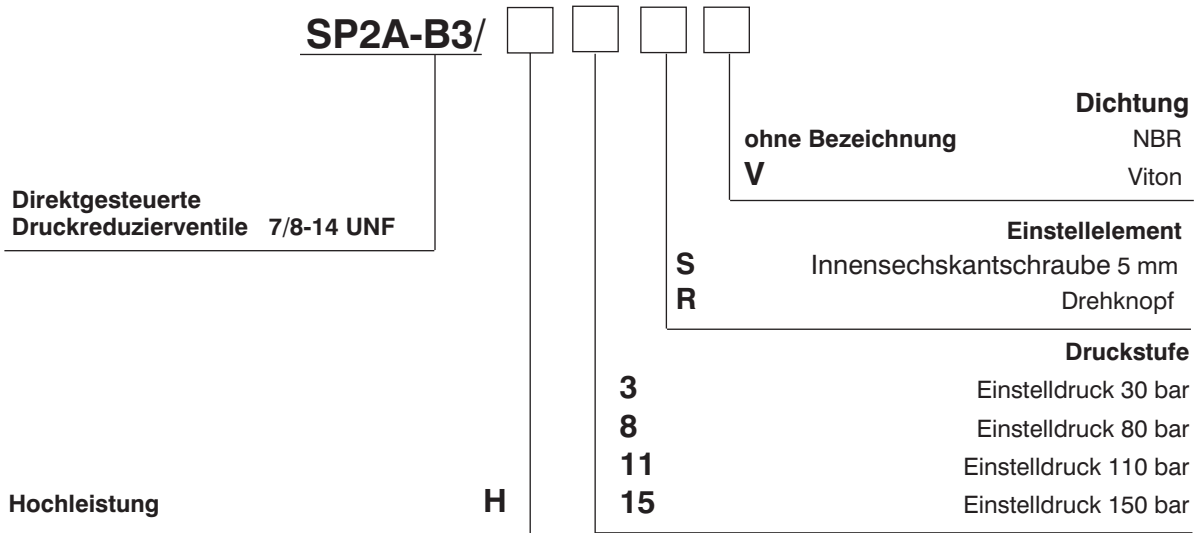 SP2A-B3/
Dichtung
ohne Bezeichnung NBR
V Viton
Direktgesteuerte
Druckreduzierventile 7/8-14 UNF
Einstellelement
S Innensechskantschraube 5 mm
R Drehknopf
Druckstufe
3 Einstelldruck 30 bar
8 Einstelldruck 80 bar
11 Einstelldruck 110 bar
Hochleistung H 15 Einstelldruck 150 bar